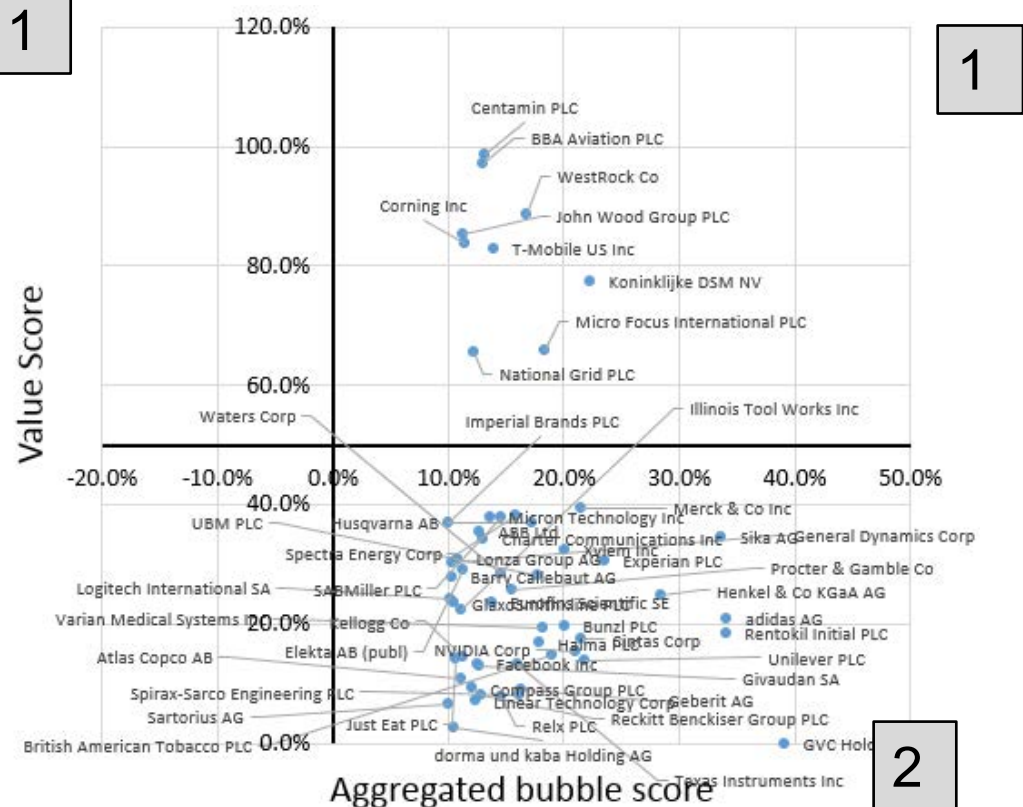 1
120.0%
1
Centamin PLC
100.0%
BBA Aviation PLC
WestRock Co
Corning Inc
John Wood Group PLC
T-Mobile US Inc
80.0%
Koninklijke DSM NV
Micro Focus International PLC
National Grid PLC
60.0%
Value Score
Waters Corp
Imperial Brands PLC
Illinois Tool Works Inc
-20.0% -10.0% 0.0% 10.0% 20.0% 30.0% 40.0% 50.0%
40.0%
Merck & Co Inc
UBM PLC
Husqvarna AB
Micron Technology Inc
ABB Ltd
Charter Communications Inc
Sika AG
General Dynamics Corp
Spectra Energy Corp
Xylem Inc
Lonza Group AG
Experian PLC
Procter & Gamble Co
Barry Callebaut AG
Logitech International SA
SABMiller PLC
Henkel & Co KGaA AG
GlaxoSmithKline PLC
Eurofins Scientific SE
Varian Medical Systems Inc
20.0%
Kellogg Co
adidas AG
Bunzl PLC
Rentokil Initial PLC
Halma PLC
Cintas Corp
Elekta AB (publ)
NVIDIA Corp
Atlas Copco AB
Facebook Inc
Unilever PLC
Givaudan SA
Spirax-Sarco Engineering PLC
Compass Group PLC
Linear Technology Corp
Geberit AG
Sartorius AG
Just Eat PLC
Relx PLC
Reckitt Benckiser Group PLC
British American Tobacco PLC
0.0%
GVC
dorma und kaba Holding AG
2
Texas Instruments Inc
Aggregated bubble score